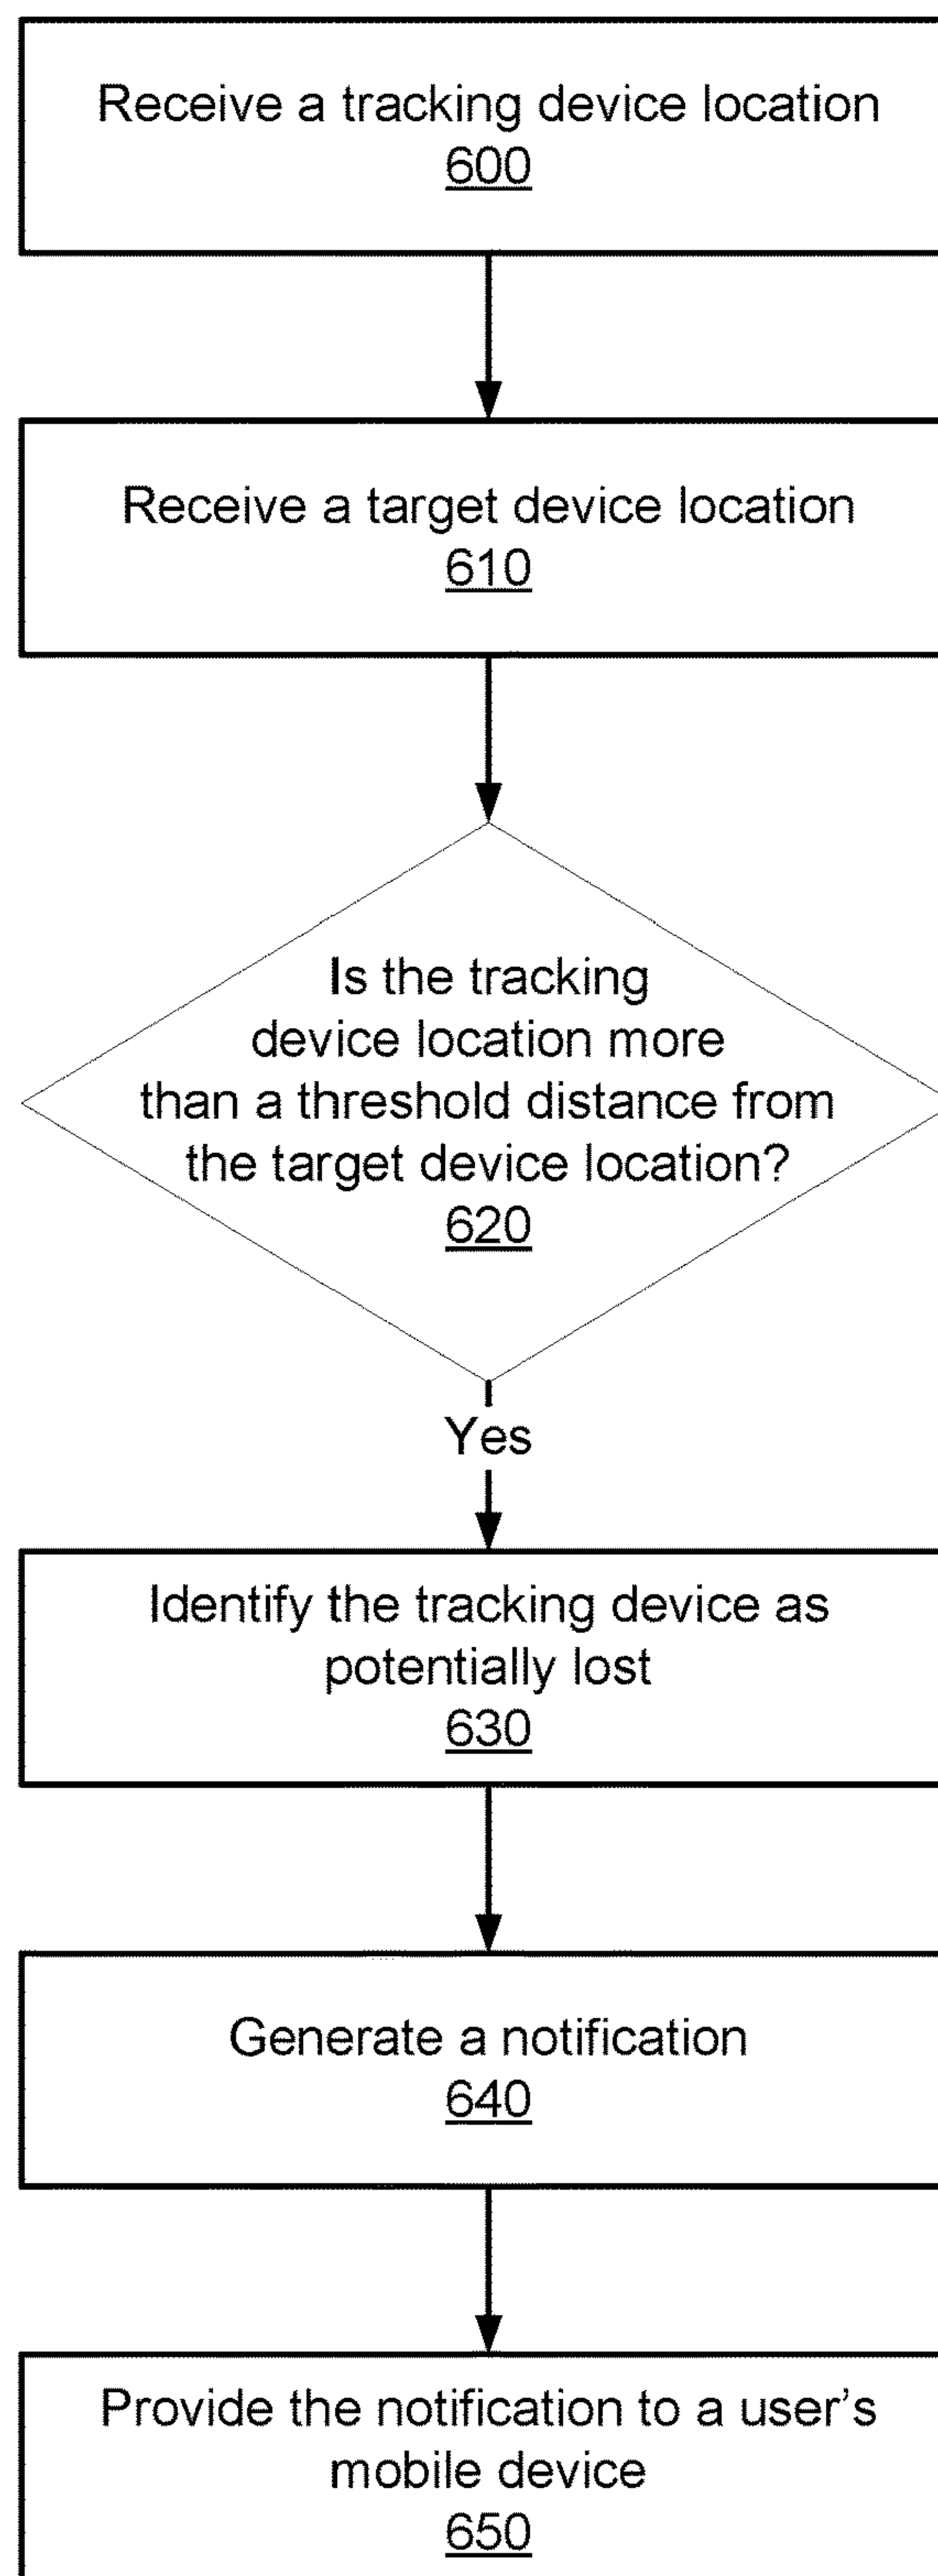 Receive a tracking device location
600
Receive a target device location
610
Is the tracking
device location more
than a threshold distance from
the target device location?
620
Yes
Identify the tracking device as
potentially lost
630
Generate a notification
640
Provide the notification to a user's
mobile device
650